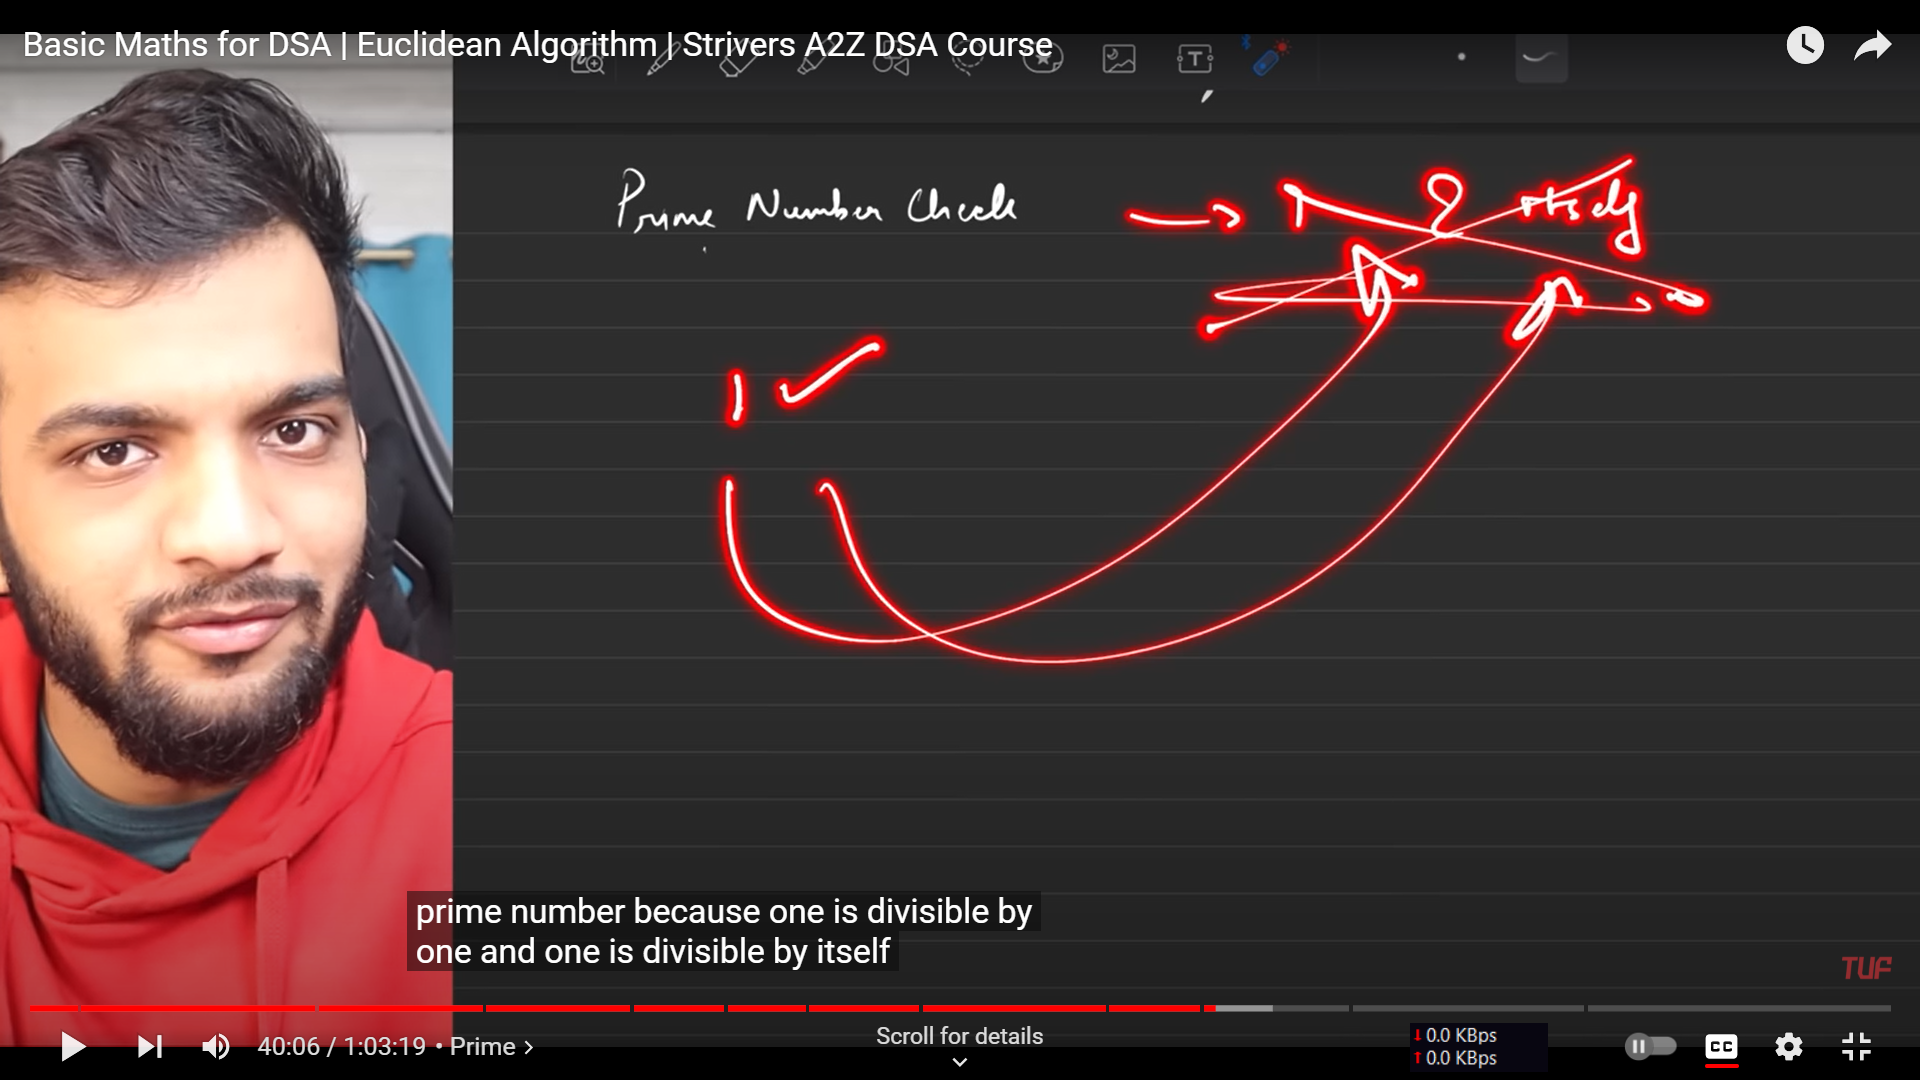 Basic Maths for DSA | Euclidean Algorithm | Strivers A2Z DSA Course
T
Prime Number Check → 1 & itself
1 ✓
prime number because one is divisible by
one and one is divisible by itself
TUF
Scroll for details
40:06 / 1:03:19 • Prime >
↓ 0.0 KBps
↑ 0.0 KBps
CC